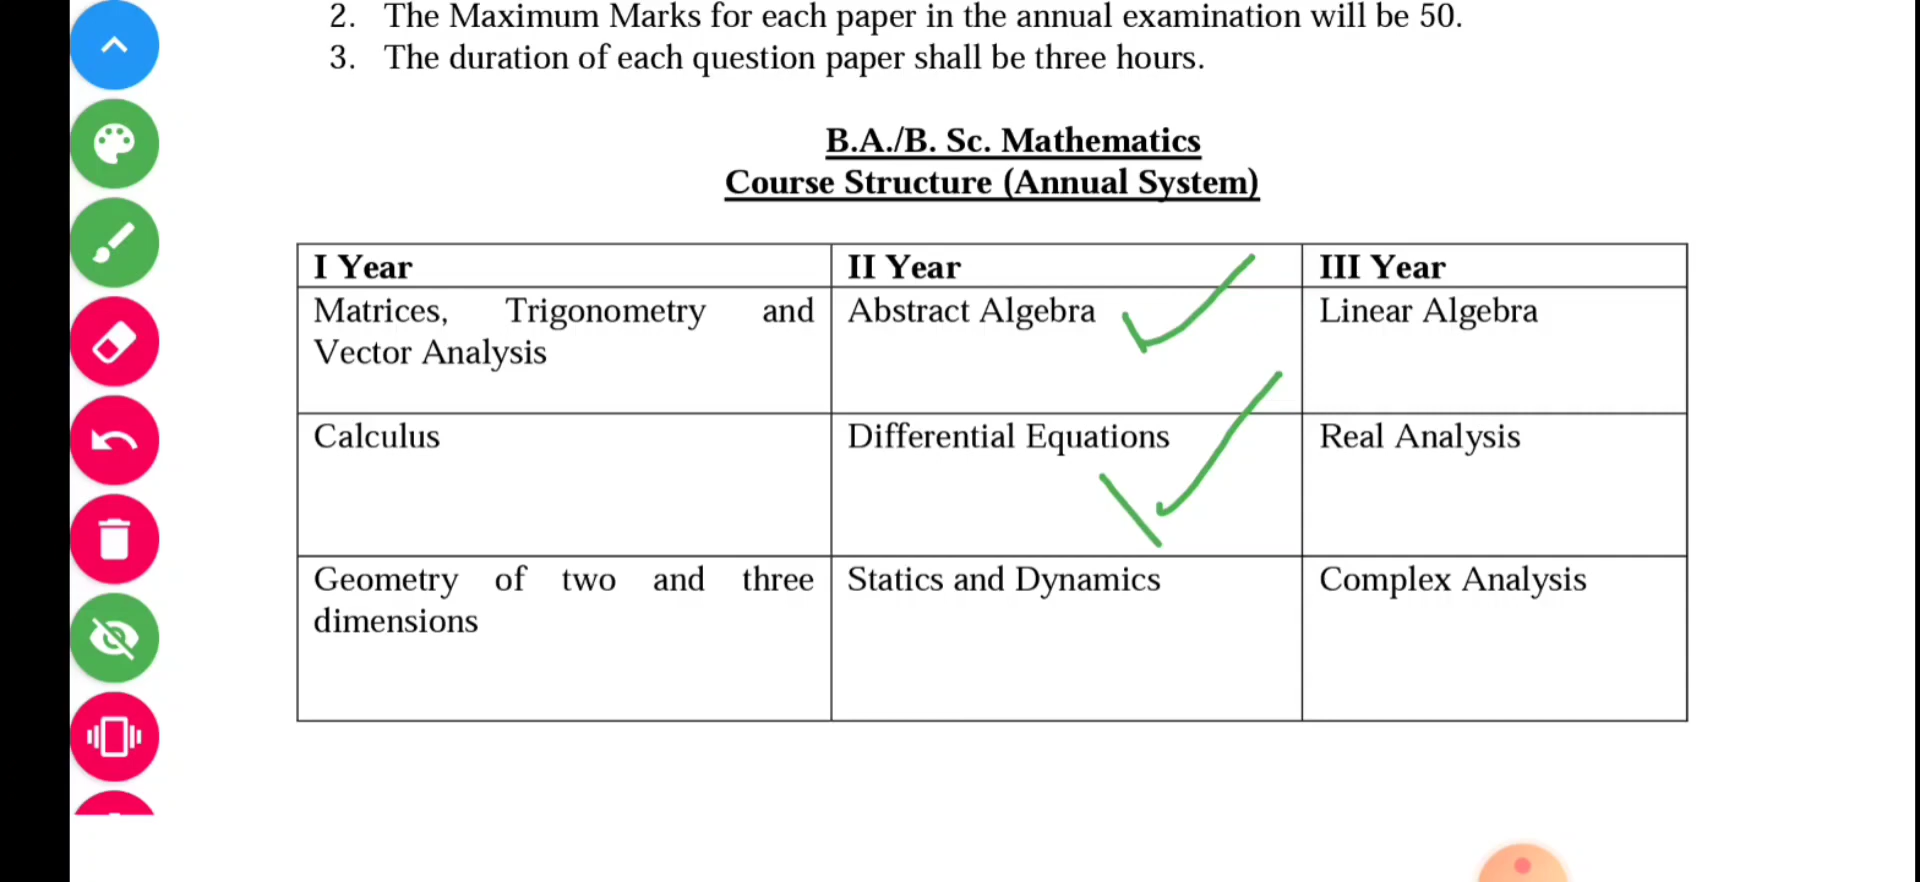 2. The Maximum Marks for each paper in the annual examination will be 50.
3. The duration of each question paper shall be three hours.
B.A./B. Sc. Mathematics
Course Structure (Annual System)
I Year II Year III Year
Matrices, Trigonometry and Abstract Algebra Linear Algebra
Vector Analysis
Calculus Differential Equations Real Analysis
Geometry of two and three Statics and Dynamics Complex Analysis
dimensions